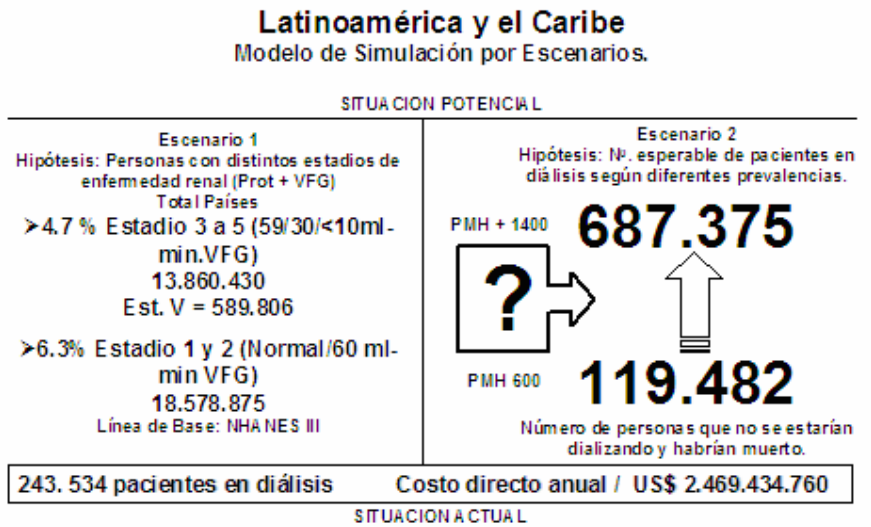 Latinoamérica y el Caribe
Modelo de Simulación por Escenarios.
SITUACION POTENCIAL
Escenario 1
Hipótesis: Personas con distintos estadios de
enfermedad renal (Prot + VFG)
Total Países
➢4.7 % Estadio 3 a 5 (59/30/<10ml-
min.VFG)
13.860.430
Est. V = 589.806
➢6.3% Estadio 1 y 2 (Normal/60 ml-
min VFG)
18.578.875
Línea de Base: NHANES III
Escenario 2
Hipótesis: Nº. esperable de pacientes en
diálisis según diferentes prevalencias.
PMH + 1400
687.375
?
PMH 600
119.482
Número de personas que no se estarían
dializando y habrían muerto.
243. 534 pacientes en diálisis Costo directo anual / US$ 2.469.434.760
SITUACION ACTUAL